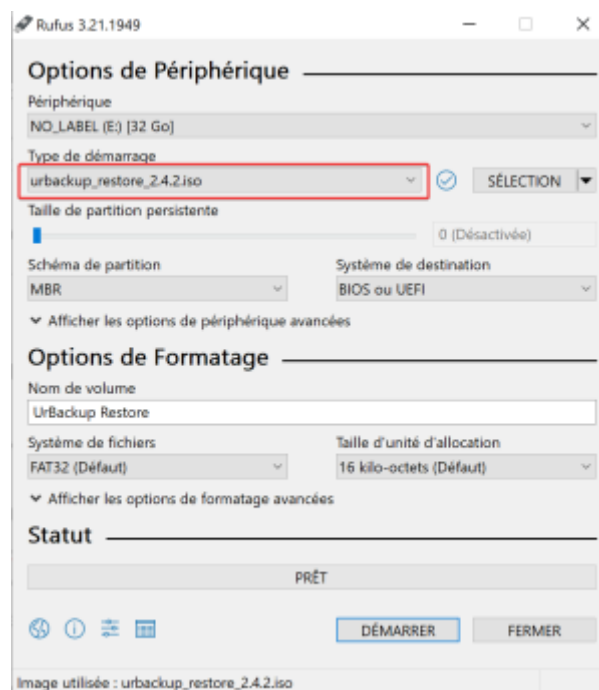 Rufus 3.21.1949
Options de Périphérique
Périphérique
NO_LABEL (E:) [32 Go]
Type de démarrage
urbackup_restore_2.4.2.iso
SÉLECTION
Taille de partition persistente
0 (Désactivée)
Schéma de partition Système de destination
MBR BIOS ou UEFI
Afficher les options de périphérique avancées
Options de Formatage
Nom de volume
UrBackup Restore
Système de fichiers Taille d'unité d'allocation
FAT32 (Défaut) 16 kilo-octets (Défaut)
Afficher les options de formatage avancées
Statut
PRÊT
DÉMARRER FERMER
Image utilisée : urbackup_restore_2.4.2.iso